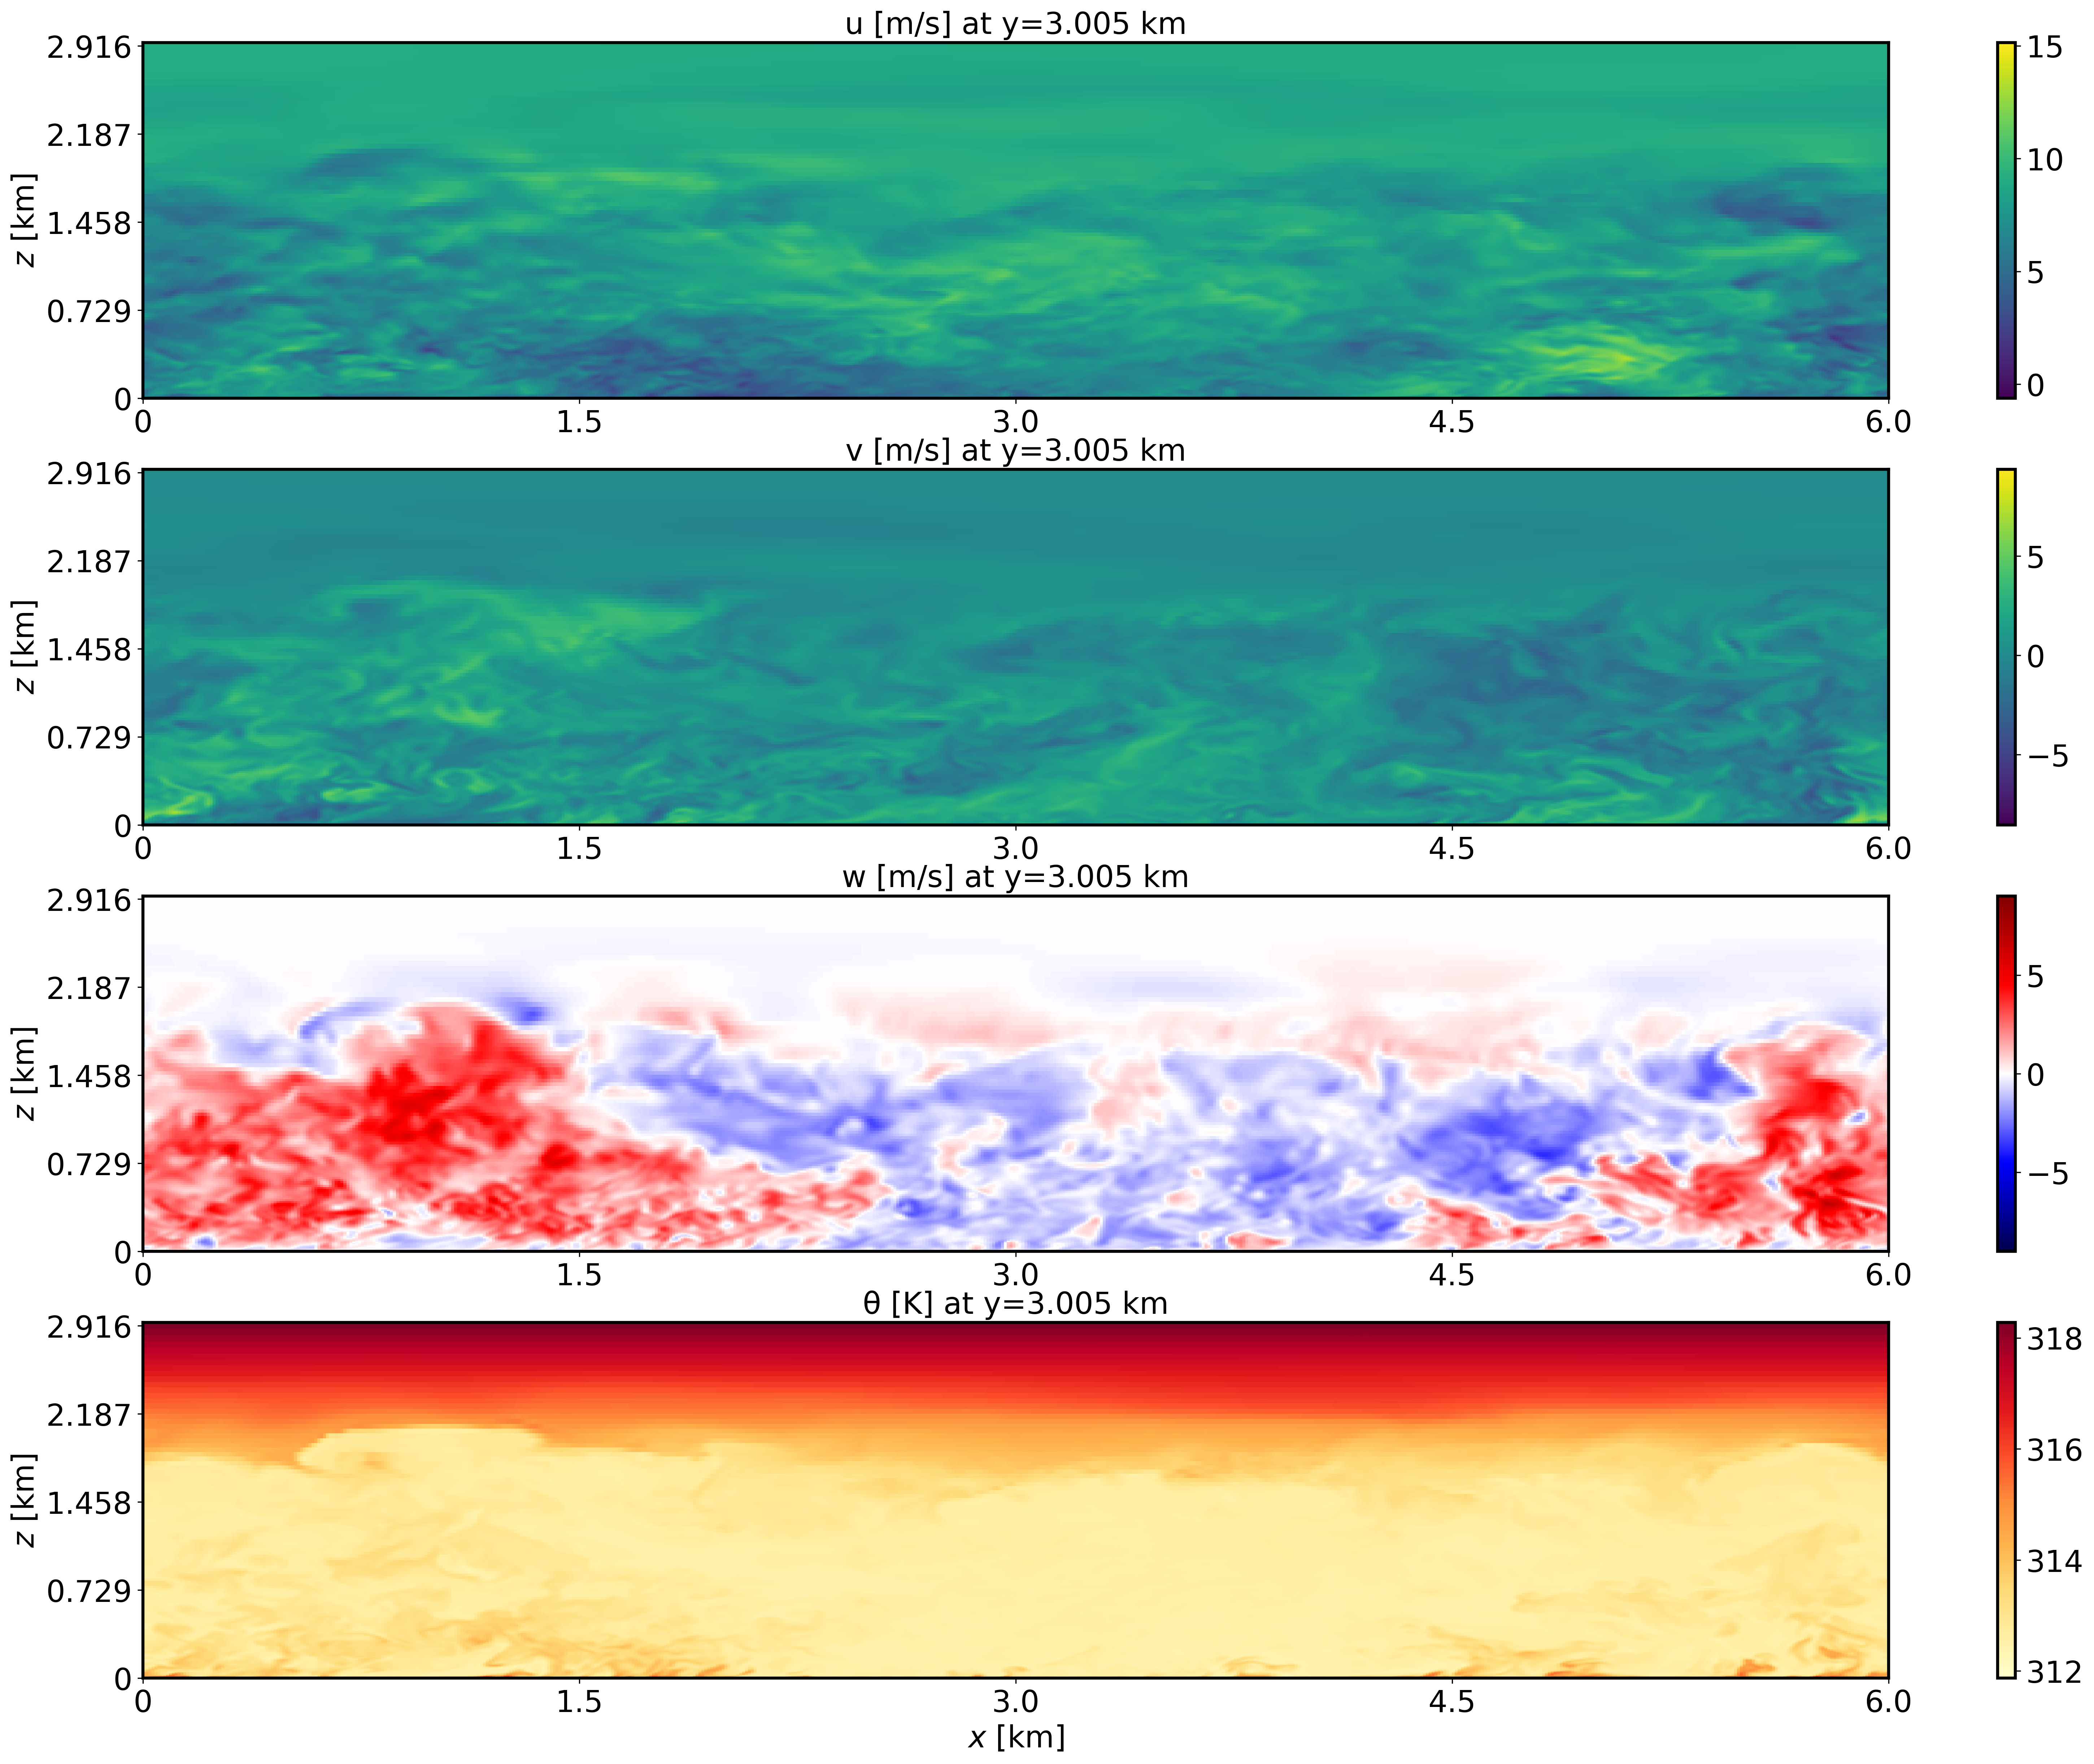 u [m/s] at y=3.005 km
2.916
2.187
1.458
0.729
0
z [km]
0 1.5 3.0 4.5 6.0
15
10
5
0
v [m/s] at y=3.005 km
2.916
2.187
1.458
0.729
0
z [km]
0 1.5 3.0 4.5 6.0
5
0
−5
w [m/s] at y=3.005 km
2.916
2.187
1.458
0.729
0
z [km]
0 1.5 3.0 4.5 6.0
5
0
−5
θ [K] at y=3.005 km
2.916
2.187
1.458
0.729
0
z [km]
0 1.5 3.0 4.5 6.0
x [km]
318
316
314
312